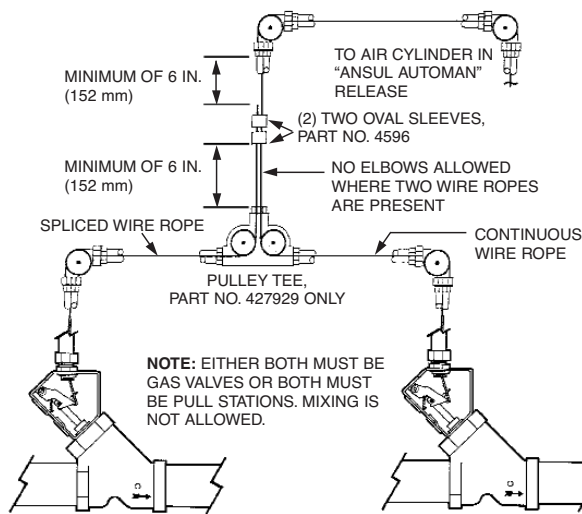 TO AIR CYLINDER IN
“ANSUL AUTOMAN”
RELEASE
MINIMUM OF 6 IN.
(152 mm)
(2) TWO OVAL SLEEVES,
PART NO. 4596
MINIMUM OF 6 IN.
(152 mm)
NO ELBOWS ALLOWED
WHERE TWO WIRE ROPES
ARE PRESENT
SPLICED WIRE ROPE
CONTINUOUS
WIRE ROPE
PULLEY TEE,
PART NO. 427929 ONLY
NOTE: EITHER BOTH MUST BE
GAS VALVES OR BOTH MUST
BE PULL STATIONS. MIXING IS
NOT ALLOWED.